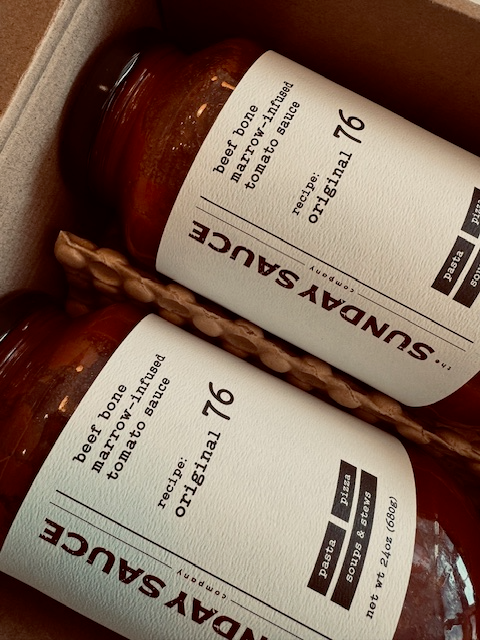 the
SUNDAY SAUCE
company
beef bone
marrow-infused
tomato sauce
recipe:
original 76
pasta
SUNDAY SAUCE
company
beef bone
marrow-infused
tomato sauce
recipe:
original 76
pasta pizza
soups & stews
net wt 24oz (680g)